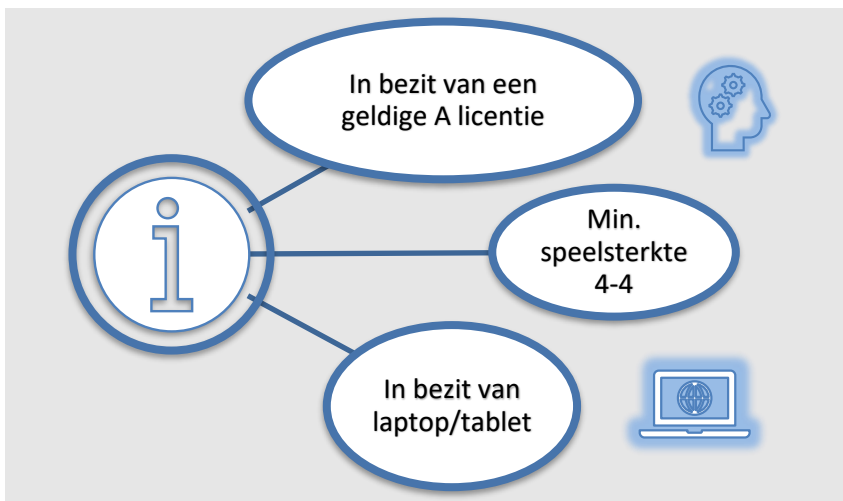 In bezit van een
geldige A licentie
Min.
speelsterkte
4-4
In bezit van
laptop/tablet